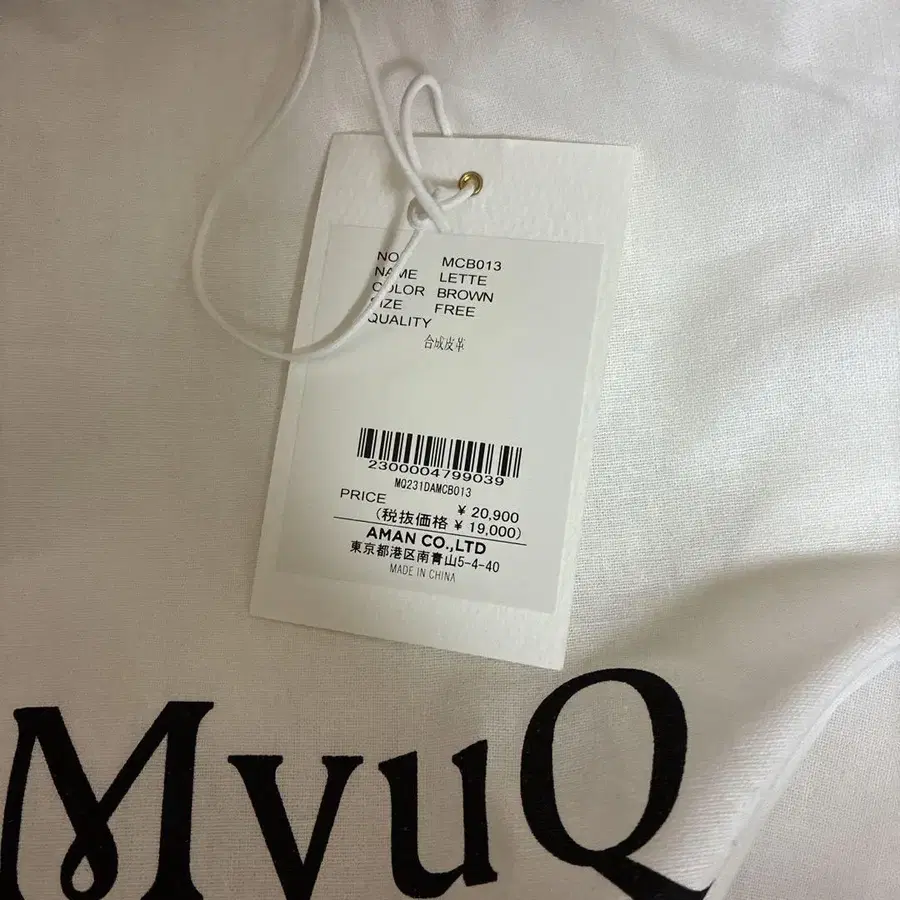 NO MCB013
NAME LETTE
COLOR BROWN
SIZE FREE
QUALITY
合成皮革
2300004799039
MQ231DAMCB013
PRICE ¥ 20,900
(税抜価格 ¥ 19,000)
AMAN CO.,LTD
東京都港区南青山5-4-40
MADE IN CHINA
MvuQ